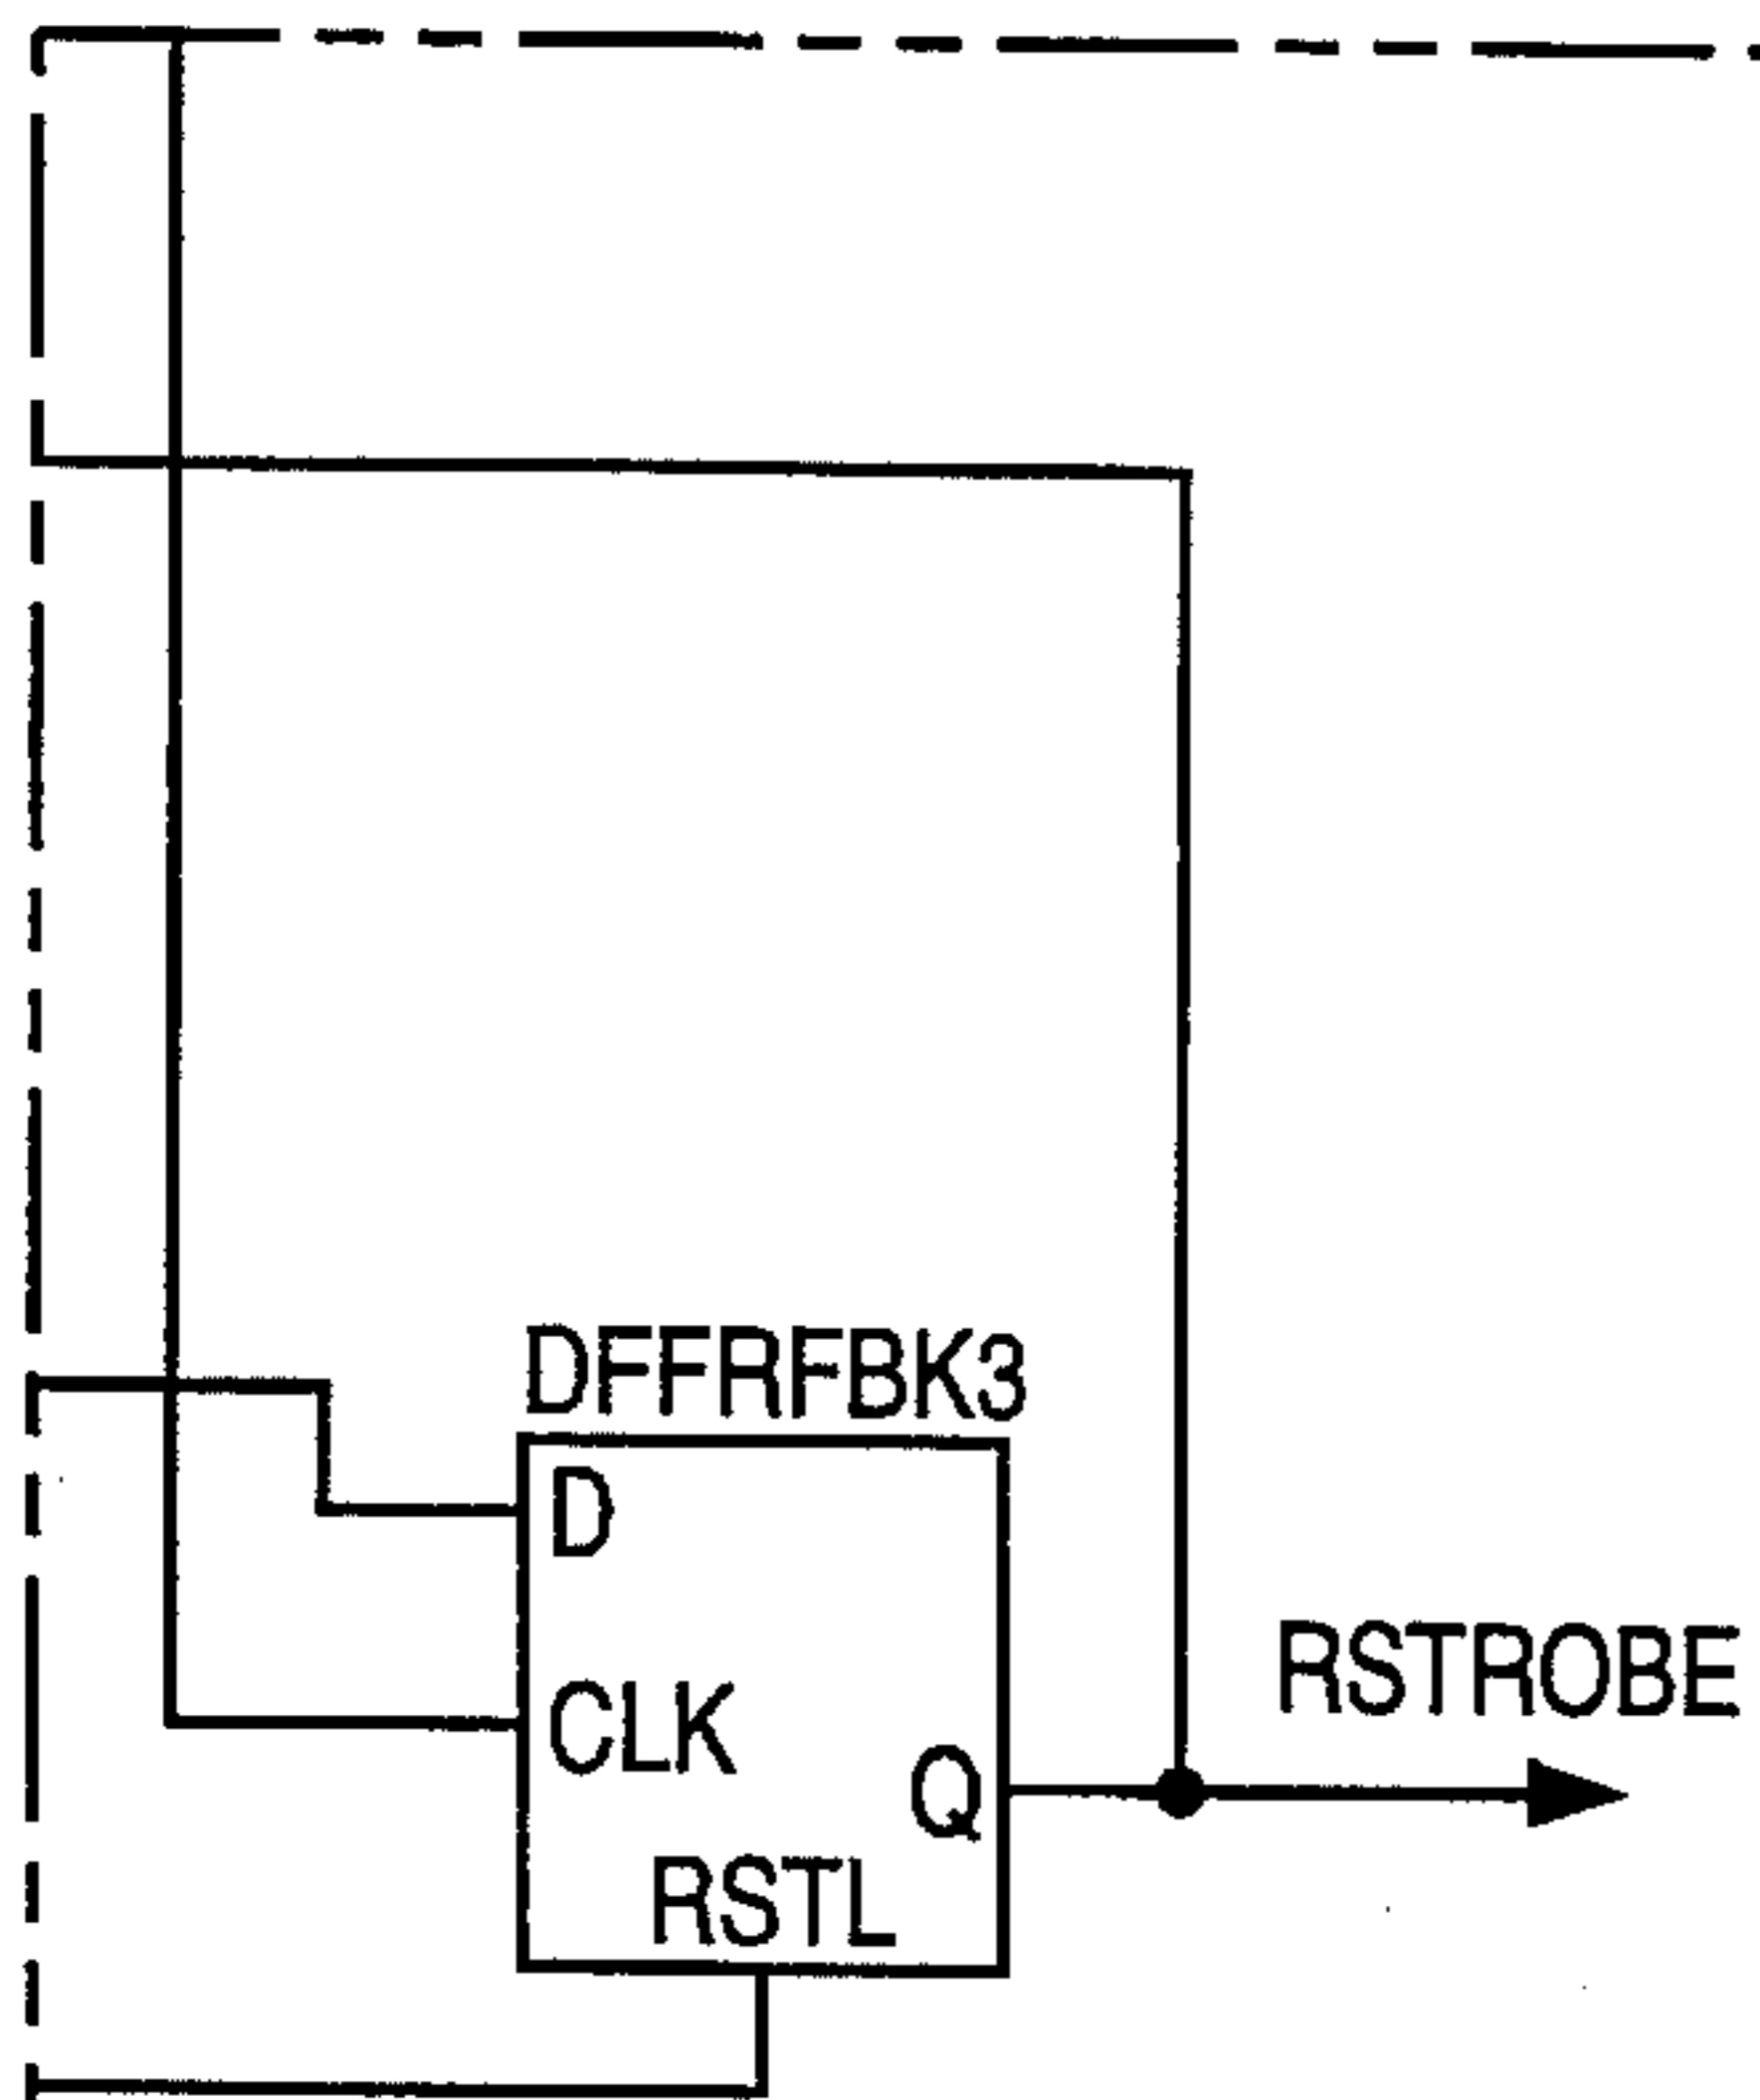 DFFRFBK3
D
CLK
Q
RSTL
RSTROBE